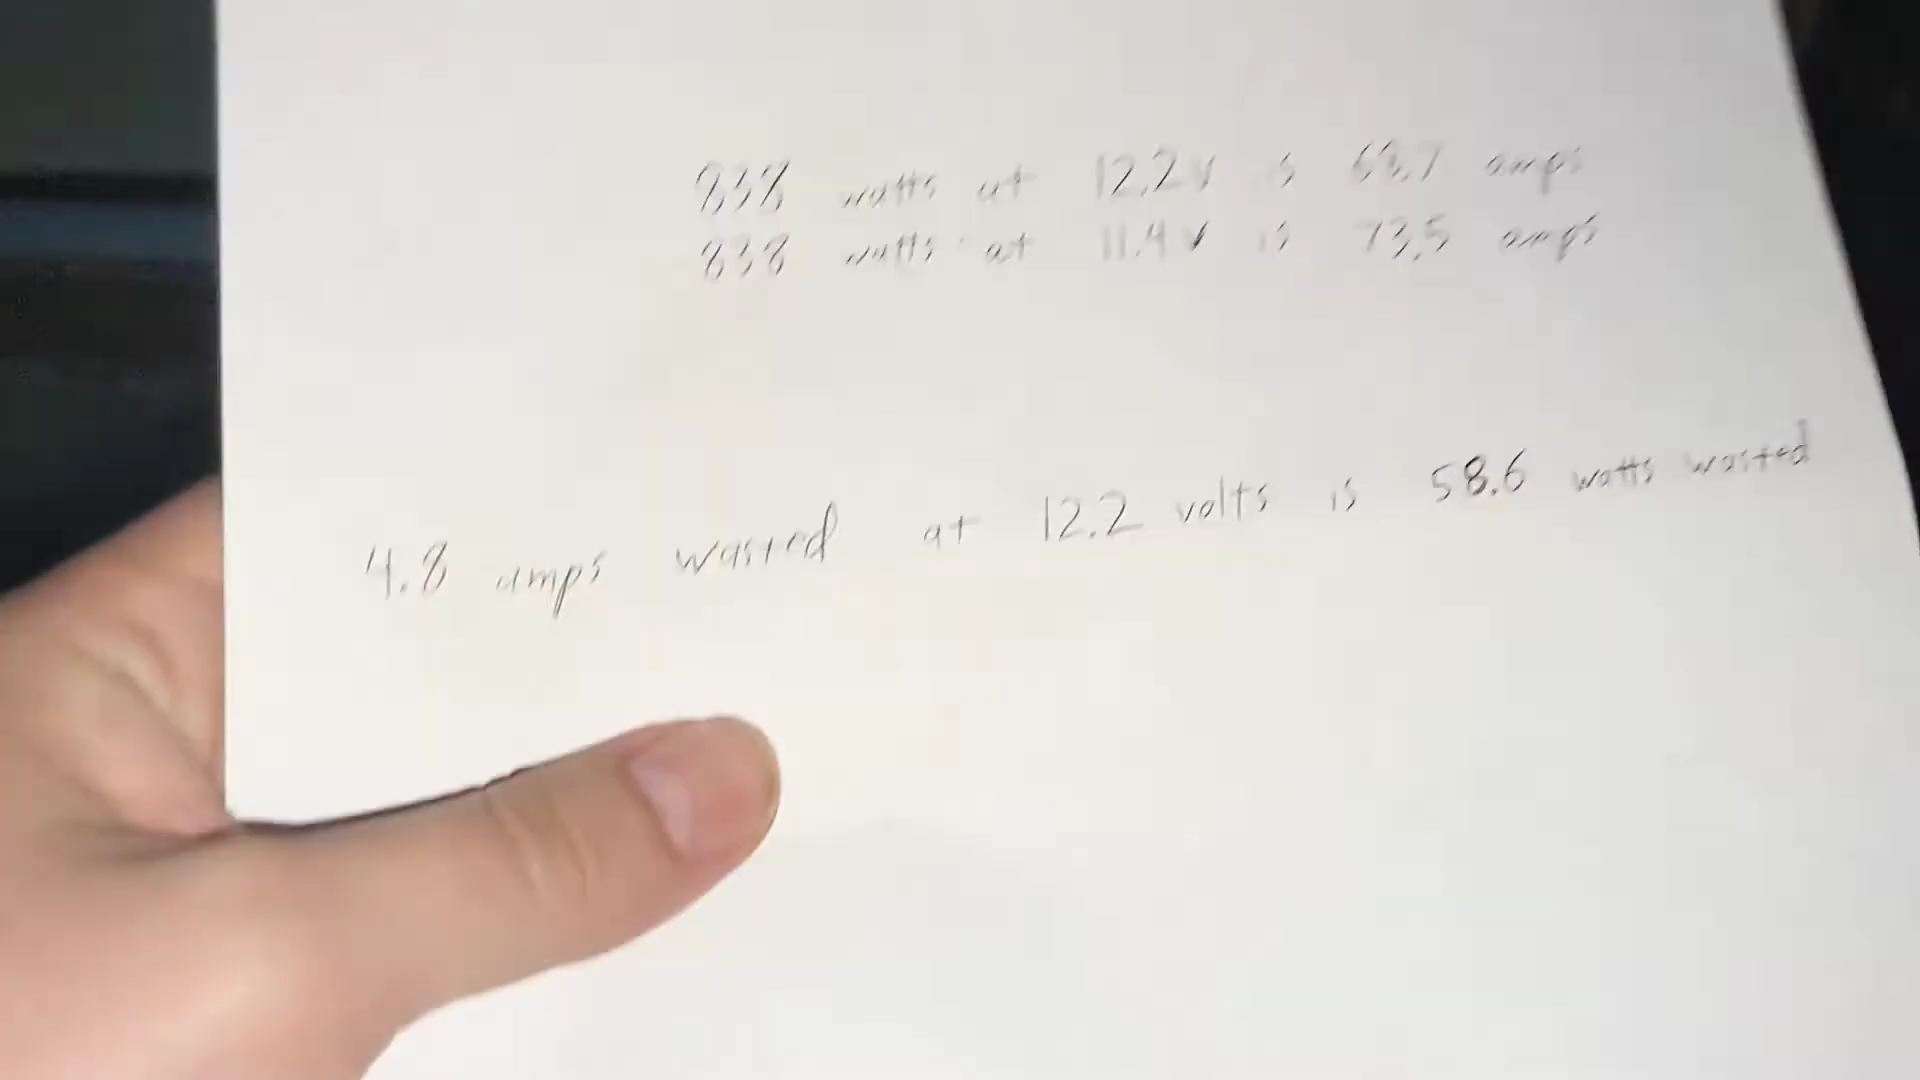 838 watts at 12.2V is 68.7 amps
838 watts at 11.4V is 73.5 amps
4.8 amps wasted at 12.2 volts is 58.6 watts wasted